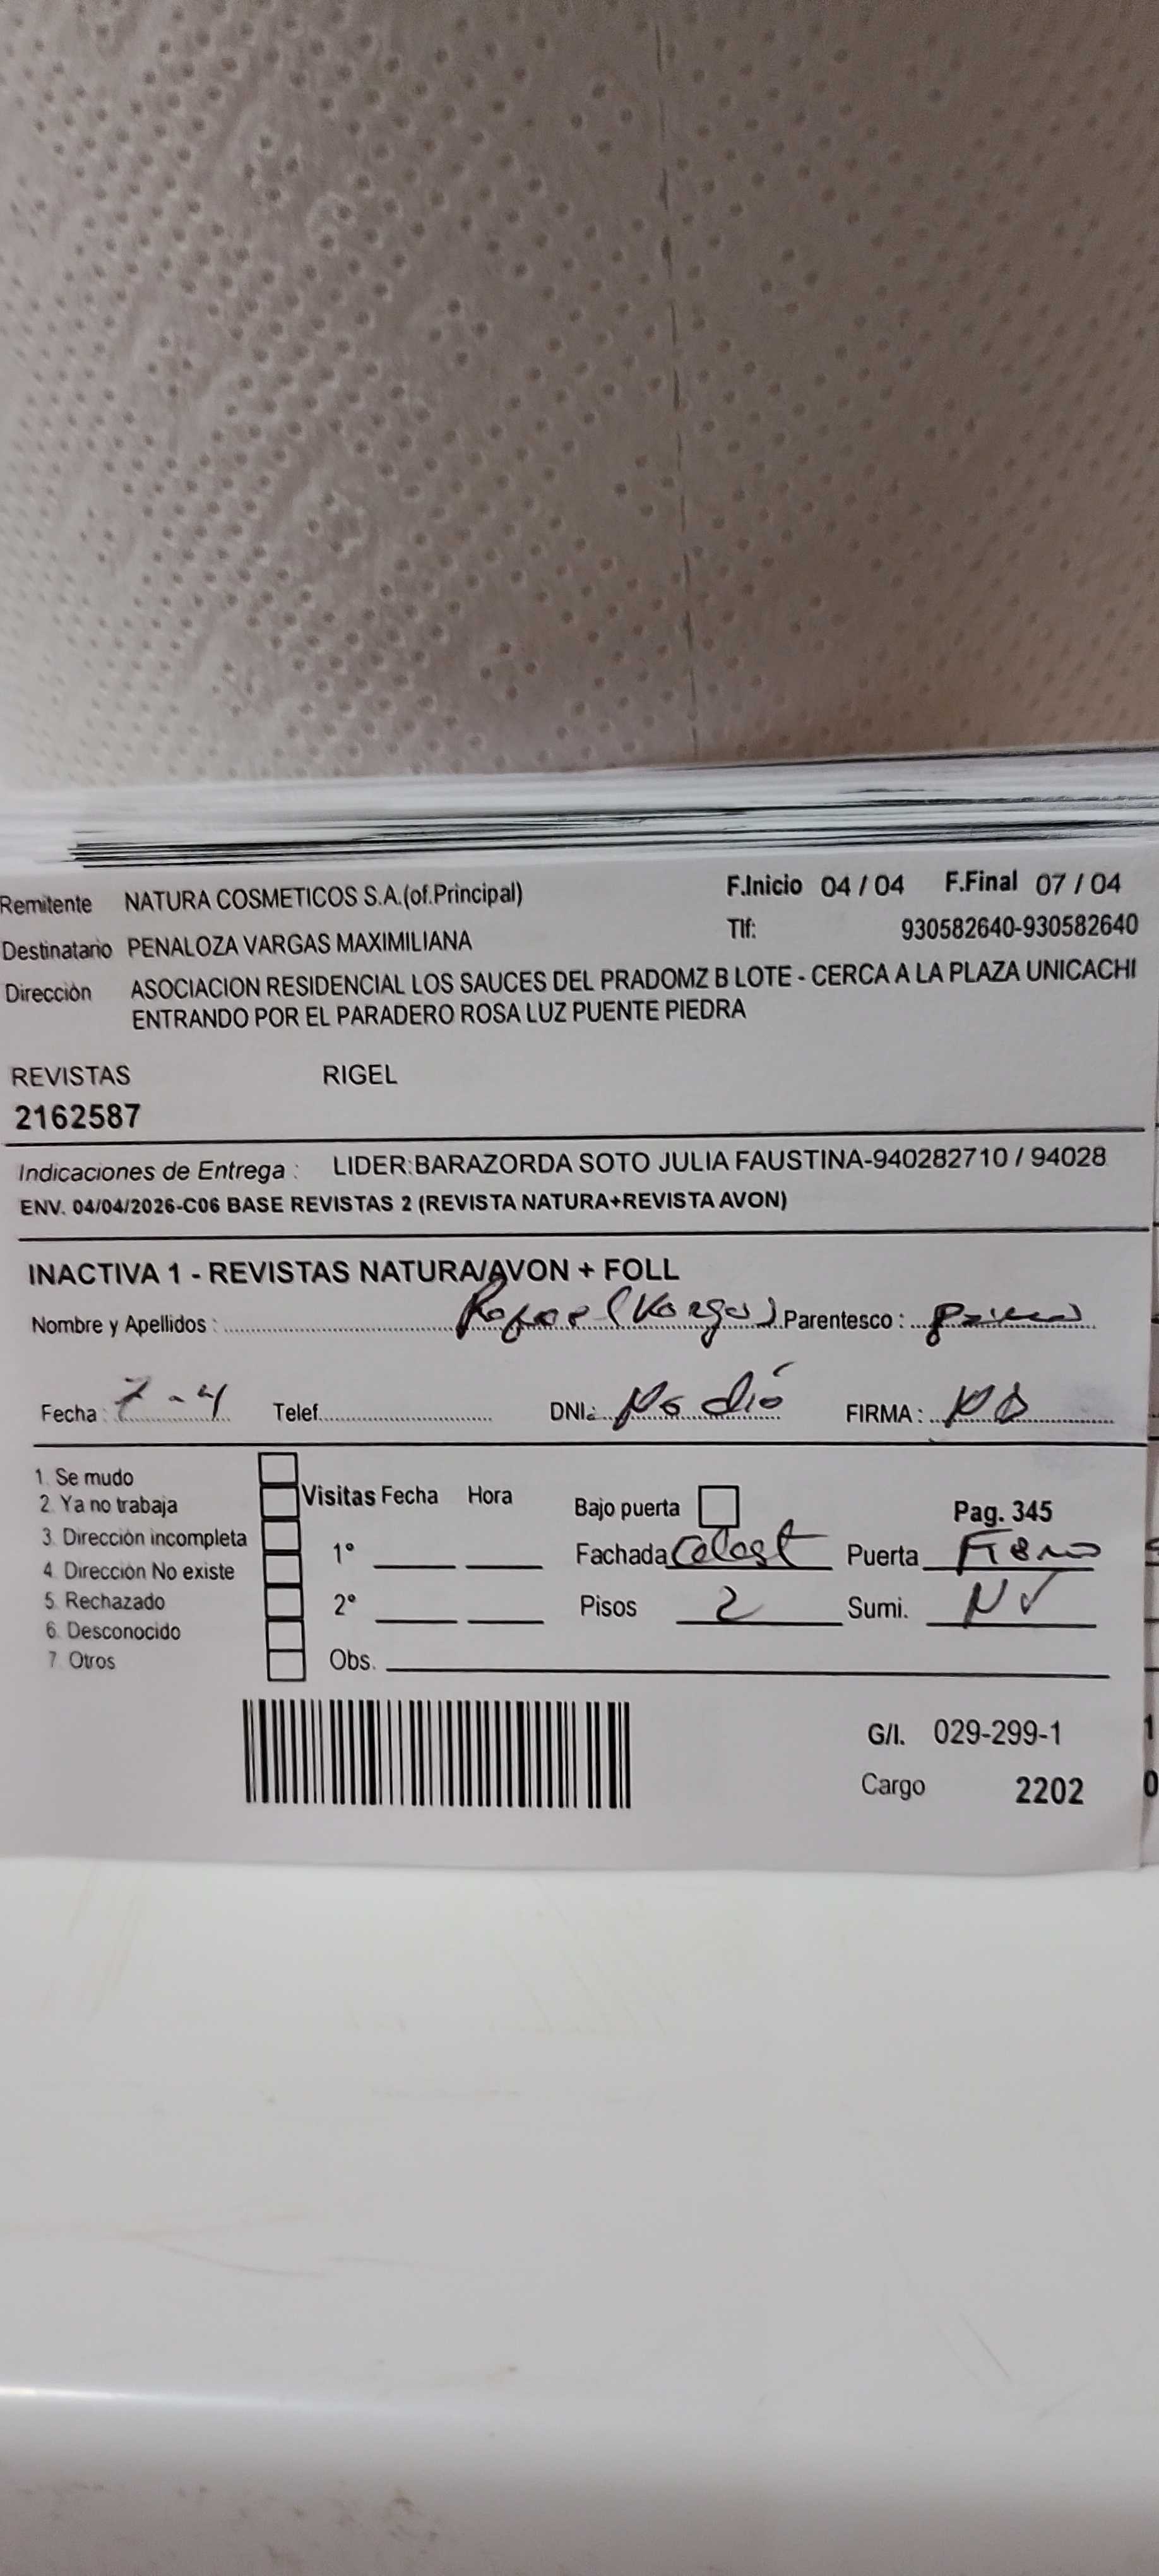 Remitente NATURA COSMETICOS S.A.(of.Principal) F.Inicio 04 / 04 F.Final 07 / 04
Tlf: 930582640-930582640
Destinatario PENALOZA VARGAS MAXIMILIANA
Dirección ASOCIACION RESIDENCIAL LOS SAUCES DEL PRADOMZ B LOTE - CERCA A LA PLAZA UNICACHI
ENTRANDO POR EL PARADERO ROSA LUZ PUENTE PIEDRA
REVISTAS RIGEL
2162587
Indicaciones de Entrega : LIDER:BARAZORDA SOTO JULIA FAUSTINA-940282710 / 94028
ENV. 04/04/2026-C06 BASE REVISTAS 2 (REVISTA NATURA+REVISTA AVON)
INACTIVA 1 - REVISTAS NATURA/AVON + FOLL
Nombre y Apellidos : (Vargas) Parentesco :
Fecha : 7-4 Telef. DNI.: No dió FIRMA :
1. Se mudo
2. Ya no trabaja
3. Dirección incompleta
4. Dirección No existe
5. Rechazado
6. Desconocido
7. Otros
Visitas Fecha Hora
1°
2°
Obs.
Bajo puerta Pag. 345
Fachada Celest Puerta Fierro
Pisos 2 Sumi.
G/I. 029-299-1
Cargo 2202